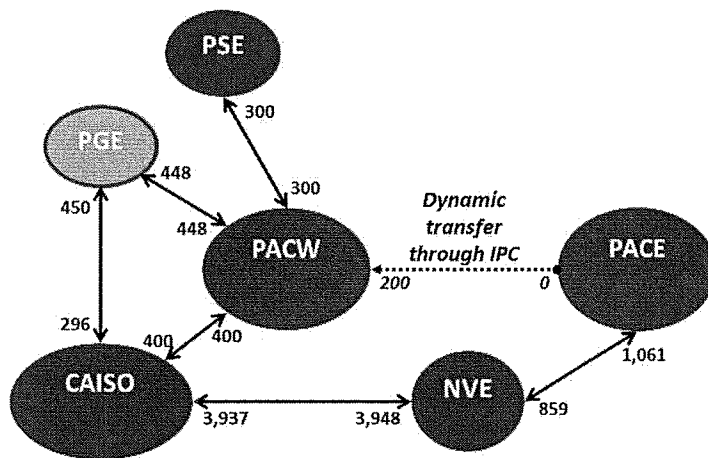 PSE
300
PGE
448
450
300
448
PACW
Dynamic
transfer
through IPC
200
0
PACE
296
400
400
CAISO
1,061
NVE
3,937
3,948
859